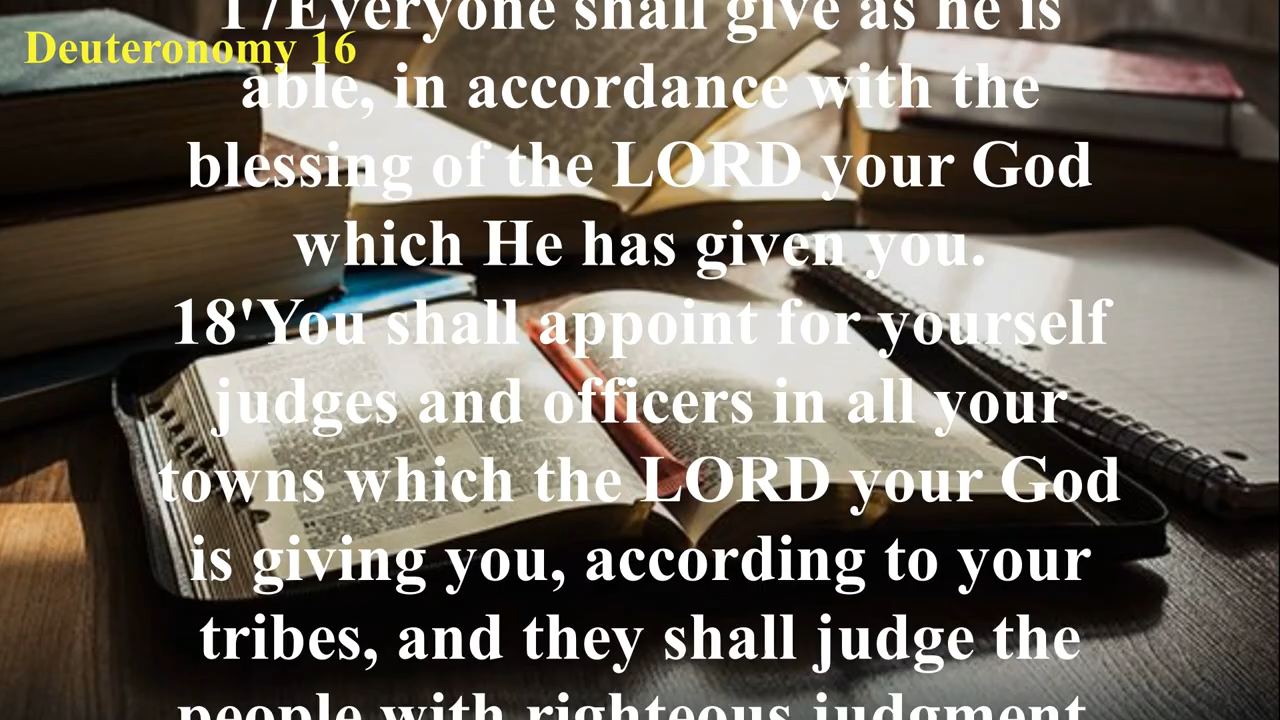 17Everyone shall give as he is
Deuteronomy 16
able, in accordance with the
blessing of the LORD your God
which He has given you.
18'You shall appoint for yourself
judges and officers in all your
towns which the LORD your God
is giving you, according to your
tribes, and they shall judge the
people with righteous judgment.